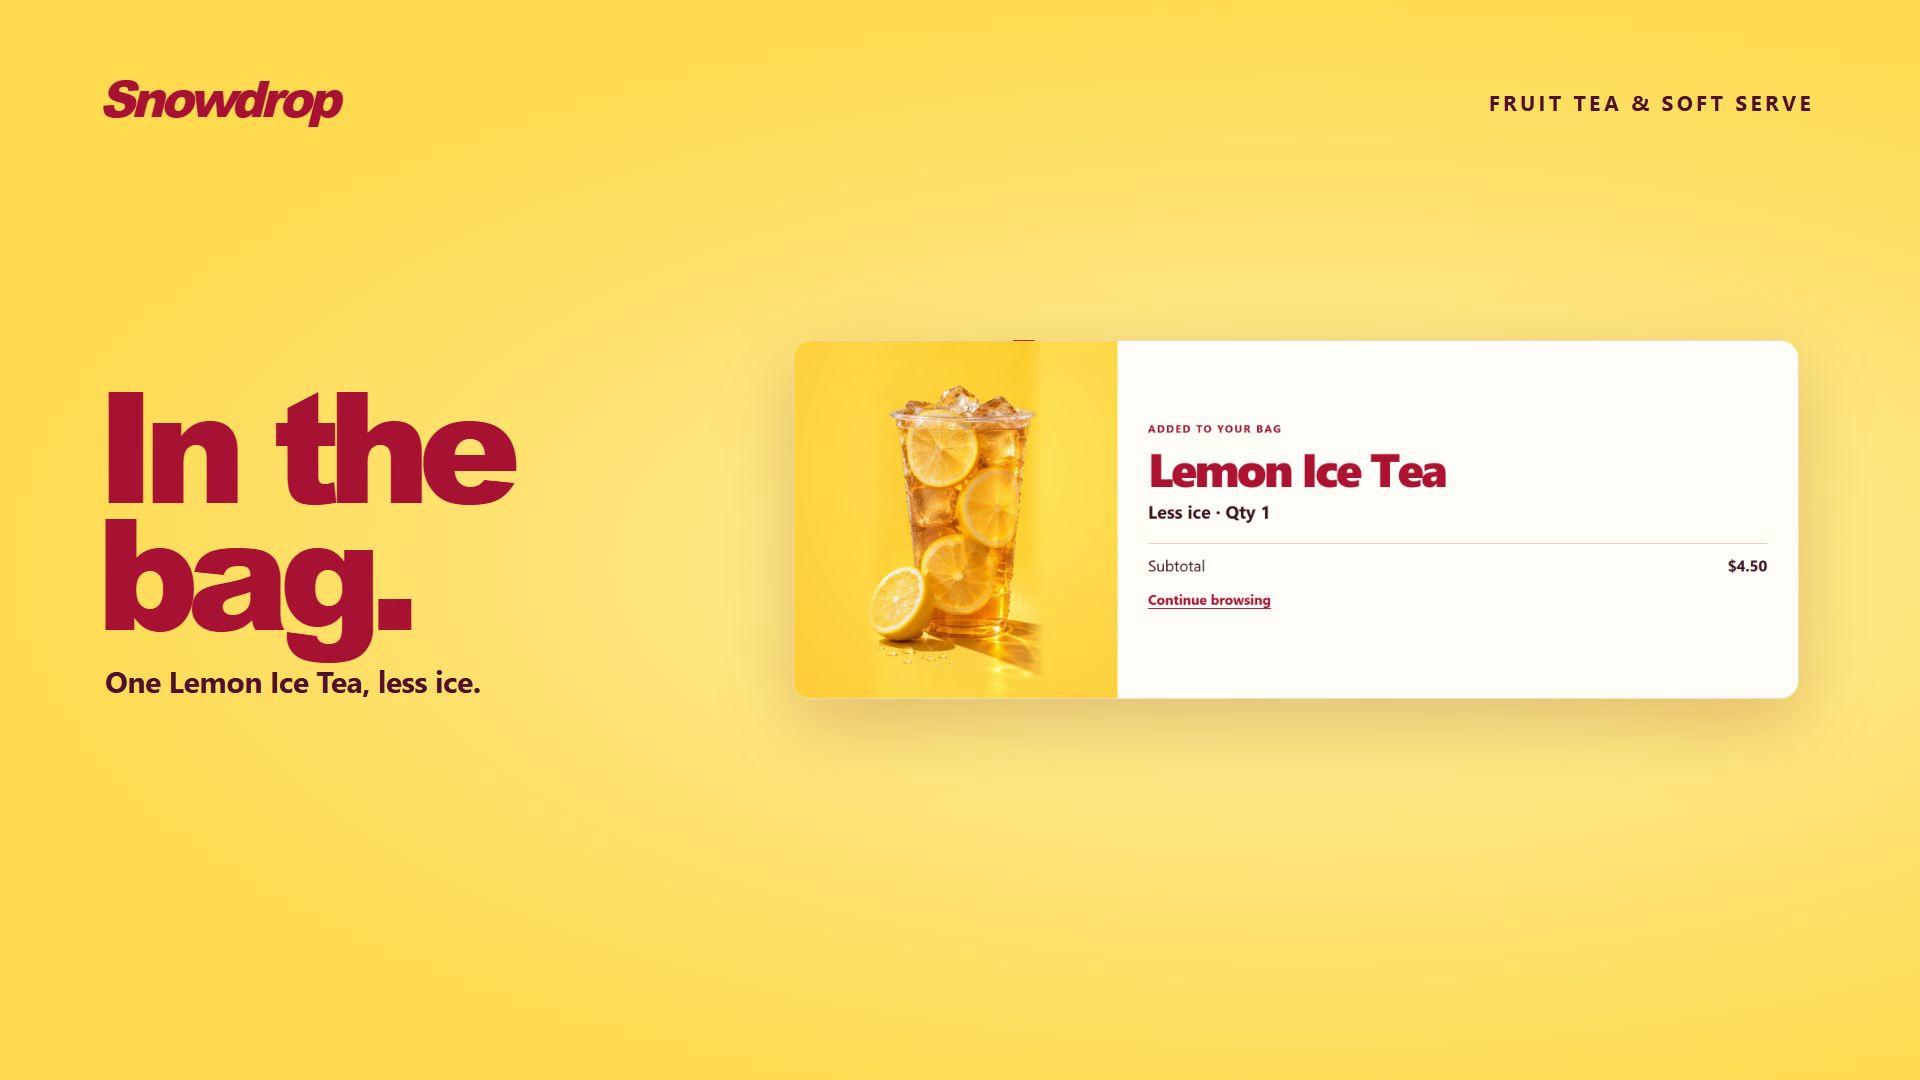 Snowdrop
FRUIT TEA & SOFT SERVE
In the
bag.
One Lemon Ice Tea, less ice.
ADDED TO YOUR BAG
Lemon Ice Tea
Less ice · Qty 1
Subtotal $4.50
Continue browsing